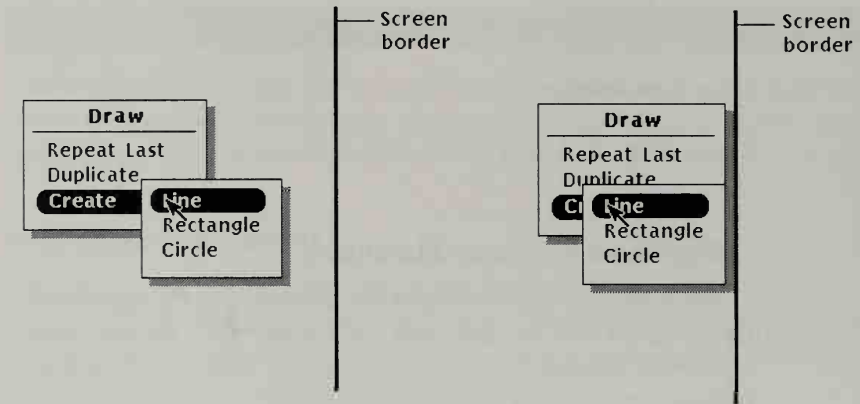 Screen
border
Draw
Repeat Last
Duplicate
Create
Line
Rectangle
Circle
Screen
border
Draw
Repeat Last
Duplicate
Cr
Line
Rectangle
Circle